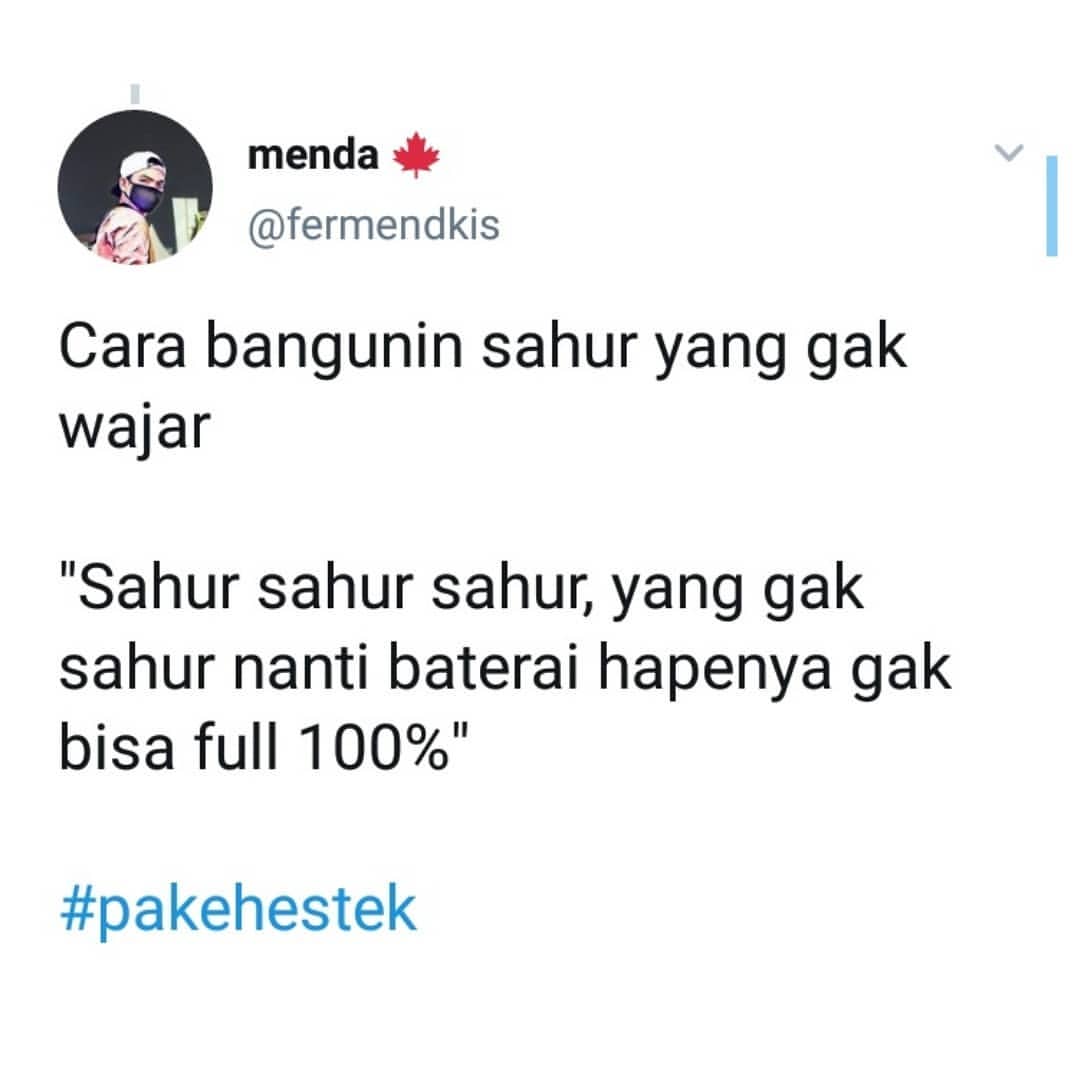 menda 🍁
@fermendkis
Cara bangunin sahur yang gak
wajar
"Sahur sahur sahur, yang gak
sahur nanti baterai hapenya gak
bisa full 100%"
#pakehestek